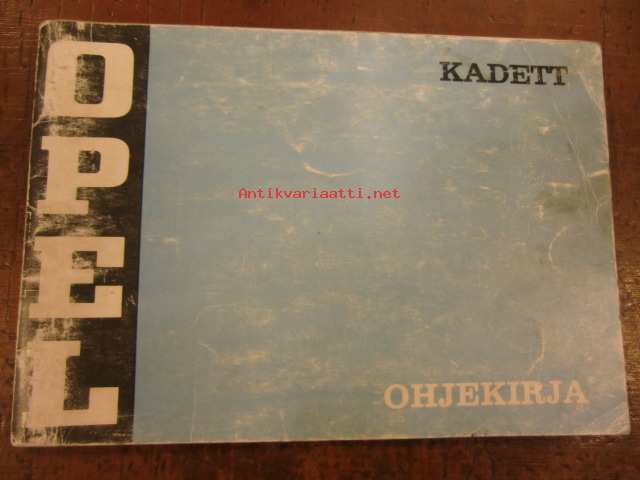 OPEL
KADETT
Antikvariaatti.net
OHJEKIRJA